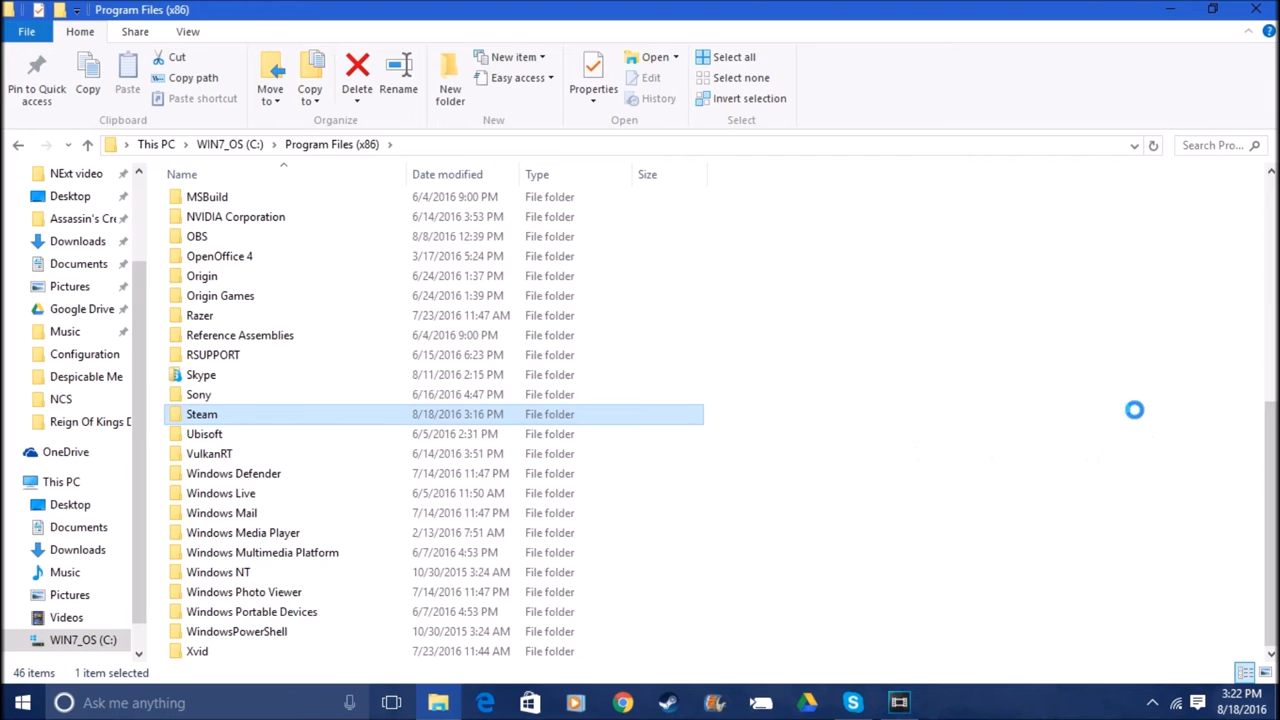 Program Files (x86)
File Home Share View
Pin to Quick access
Copy
Paste
Cut
Copy path
Paste shortcut
Clipboard
Move to
Copy to
Delete
Rename
Organize
New folder
New item
Easy access
New
Properties
Open
Edit
History
Open
Select all
Select none
Invert selection
Select
This PC WIN7_OS (C:) Program Files (x86)
Search Pro...
NExt video
Desktop
Assassin's Cre
Downloads
Documents
Pictures
Google Drive
Music
Configuration
Despicable Me
NCS
Reign Of Kings D
OneDrive
This PC
Desktop
Documents
Downloads
Music
Pictures
Videos
WIN7_OS (C:)
Name Date modified Type Size
MSBuild 6/4/2016 9:00 PM File folder
NVIDIA Corporation 6/14/2016 3:53 PM File folder
OBS 8/8/2016 12:39 PM File folder
OpenOffice 4 3/17/2016 5:24 PM File folder
Origin 6/24/2016 1:37 PM File folder
Origin Games 6/24/2016 1:39 PM File folder
Razer 7/23/2016 11:47 AM File folder
Reference Assemblies 6/4/2016 9:00 PM File folder
RSUPPORT 6/15/2016 6:23 PM File folder
Skype 8/11/2016 2:15 PM File folder
Sony 6/16/2016 4:47 PM File folder
Steam 8/18/2016 3:16 PM File folder
Ubisoft 6/5/2016 2:31 PM File folder
VulkanRT 6/14/2016 3:51 PM File folder
Windows Defender 7/14/2016 11:47 PM File folder
Windows Live 6/5/2016 11:50 AM File folder
Windows Mail 7/14/2016 11:47 PM File folder
Windows Media Player 2/13/2016 7:51 AM File folder
Windows Multimedia Platform 6/7/2016 4:53 PM File folder
Windows NT 10/30/2015 3:24 AM File folder
Windows Photo Viewer 7/14/2016 11:47 PM File folder
Windows Portable Devices 6/7/2016 4:53 PM File folder
WindowsPowerShell 10/30/2015 3:24 AM File folder
Xvid 7/23/2016 11:44 AM File folder
46 items 1 item selected
Ask me anything
3:22 PM
8/18/2016